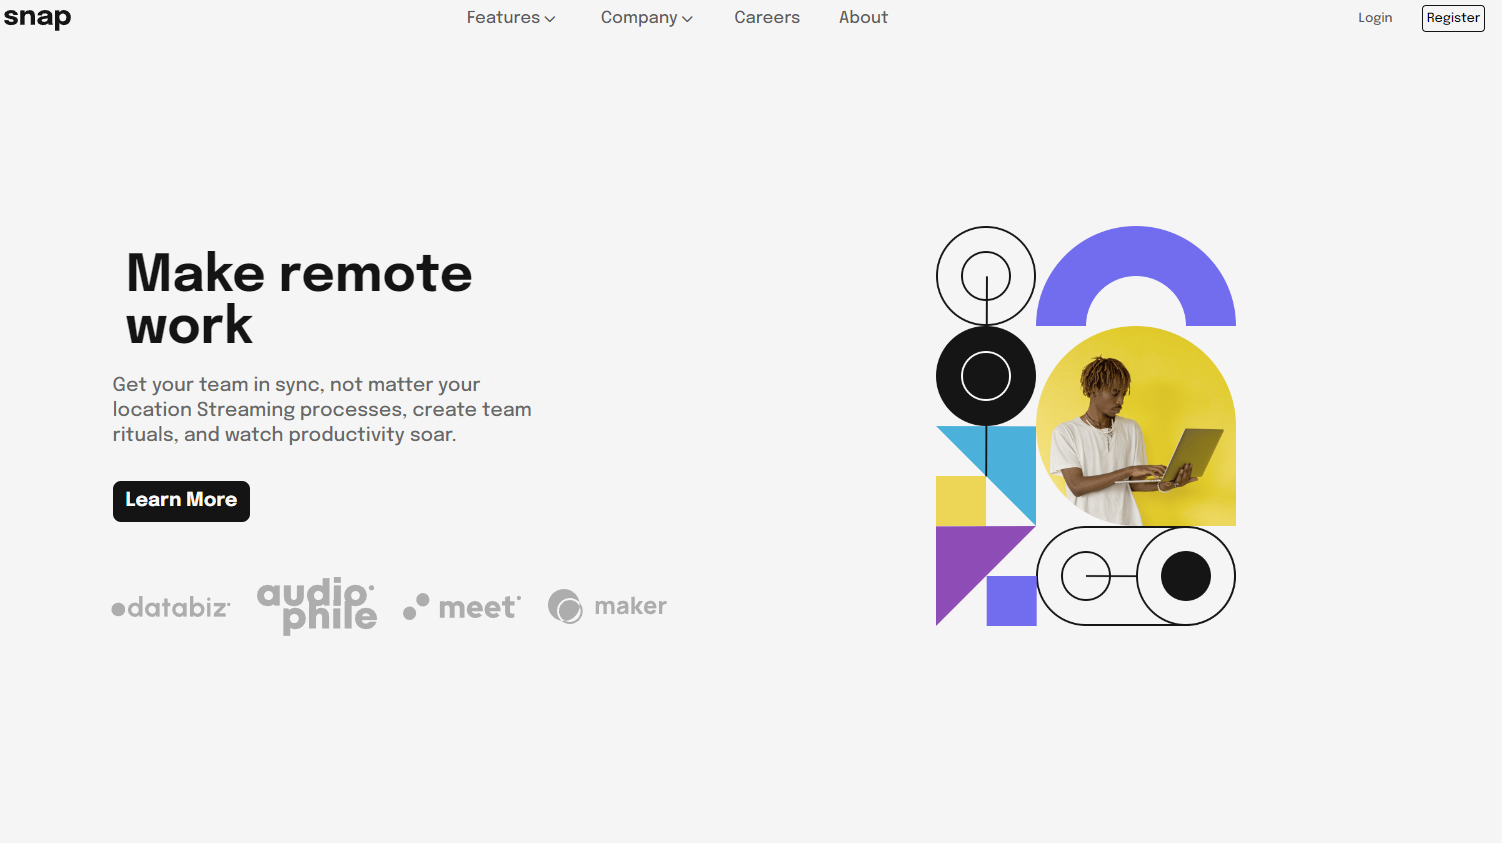 snap Features Company Careers About Login Register
Make remote
work
Get your team in sync, not matter your
location Streaming processes, create team
rituals, and watch productivity soar.
Learn More
databiz audiophile meet maker